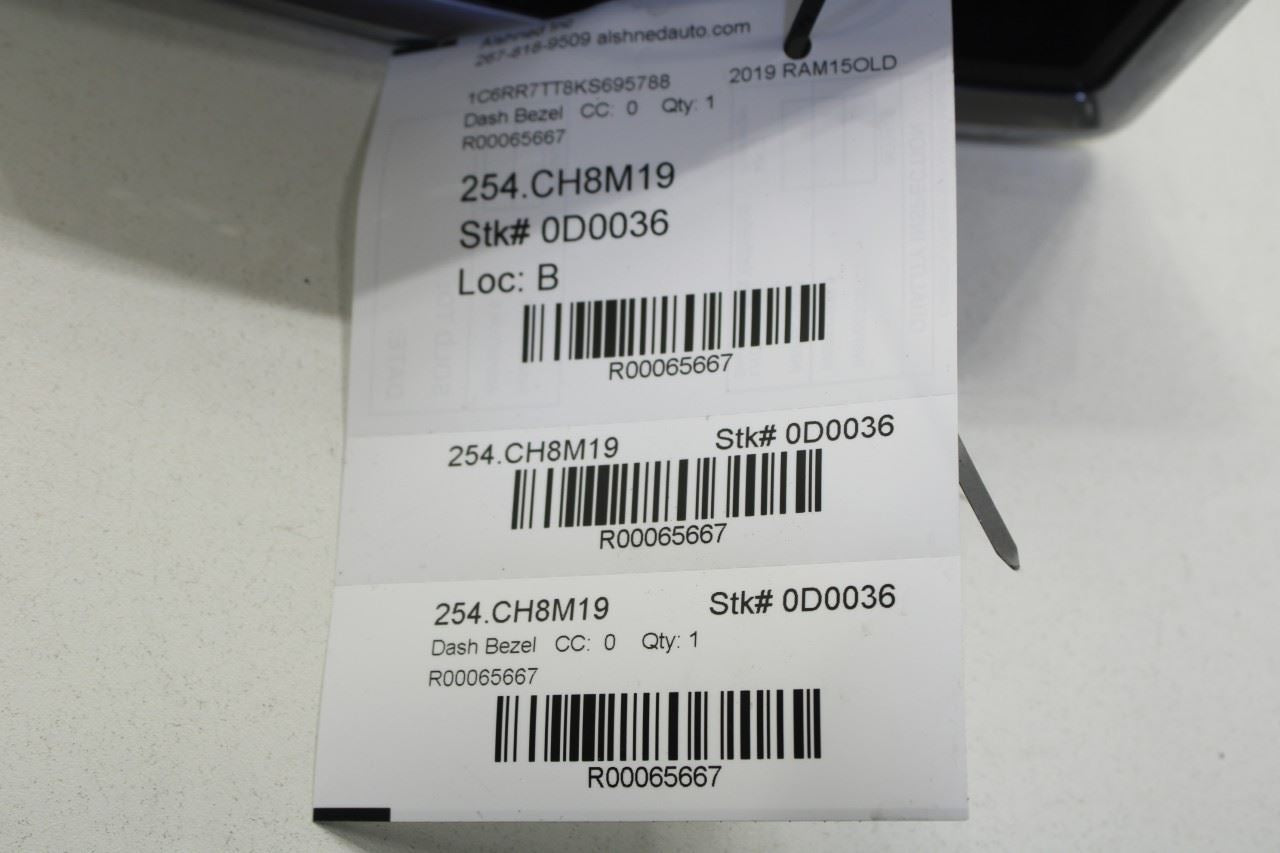 Alshned Inc
267-818-9509 alshnedauto.com
1C6RR7TT8KS695788 2019 RAM15OLD
Dash Bezel CC: 0 Qty: 1
R00065667
254.CH8M19
Stk# 0D0036
Loc: B
R00065667
254.CH8M19 Stk# 0D0036
R00065667
254.CH8M19 Stk# 0D0036
Dash Bezel CC: 0 Qty: 1
R00065667
R00065667